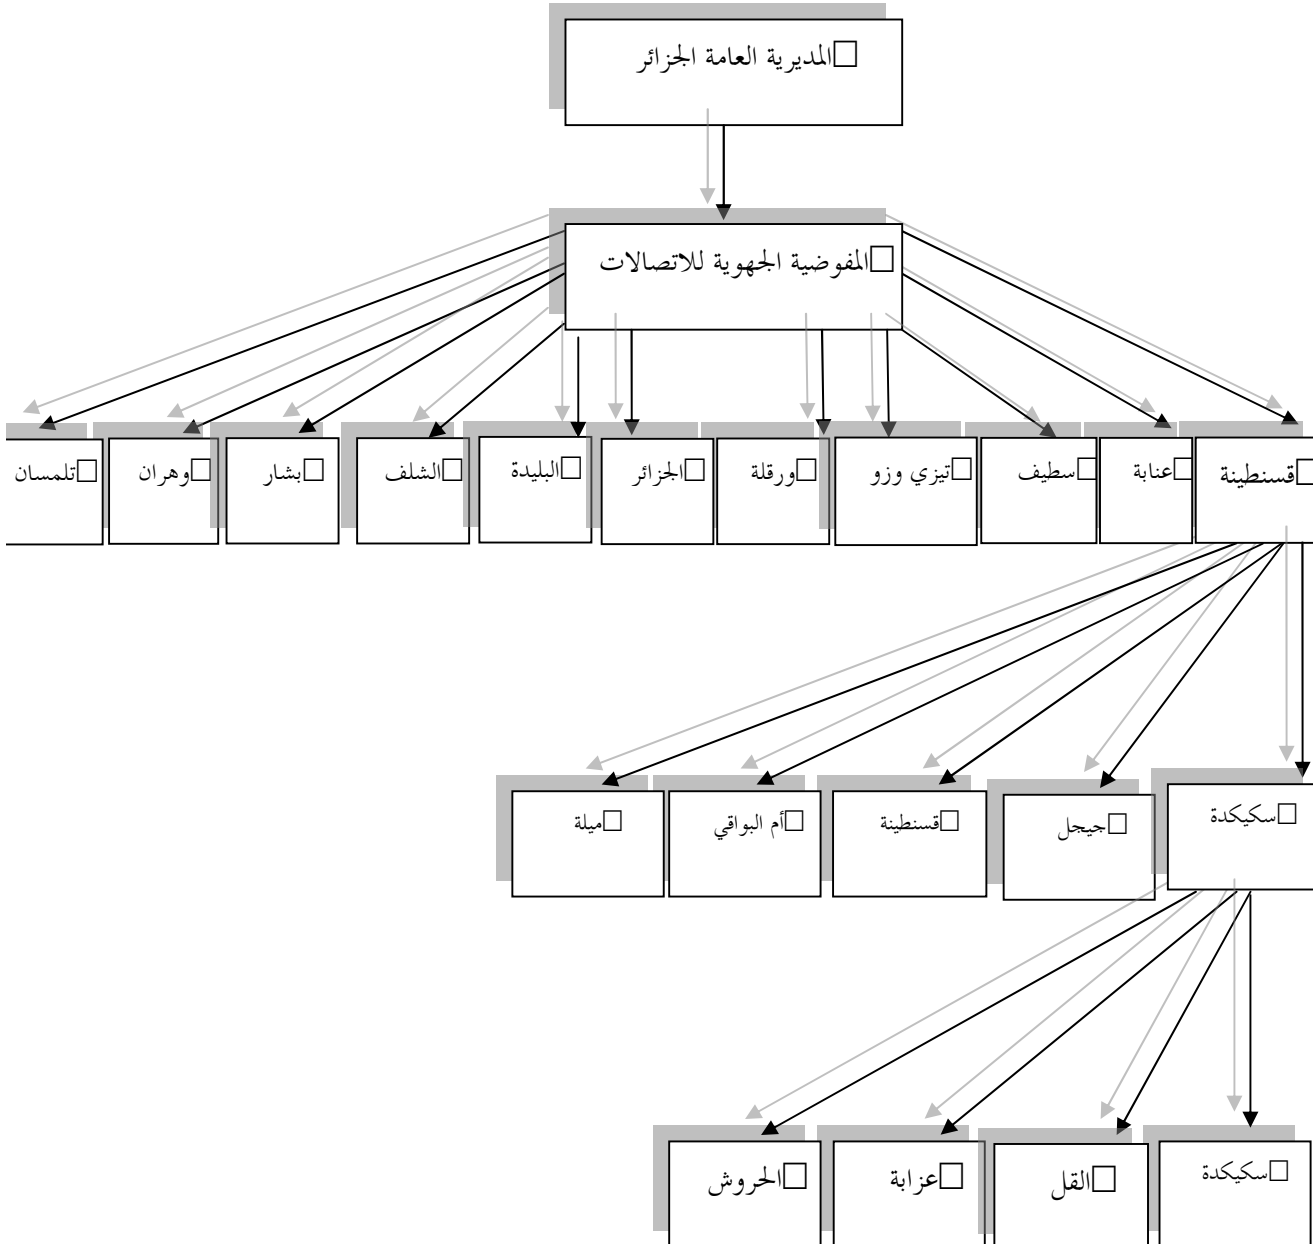 المديرية العامة الجزائر
المفوضية الجهوية للاتصالات
قسنطينة
عنابة
سطيف
تيزي وزو
ورقلة
الجزائر
البليدة
الشلف
بشار
وهران
تلمسان
سكيكدة
جيجل
قسنطينة
أم البواقي
ميلة
سكيكدة
القل
عزابة
الحروش